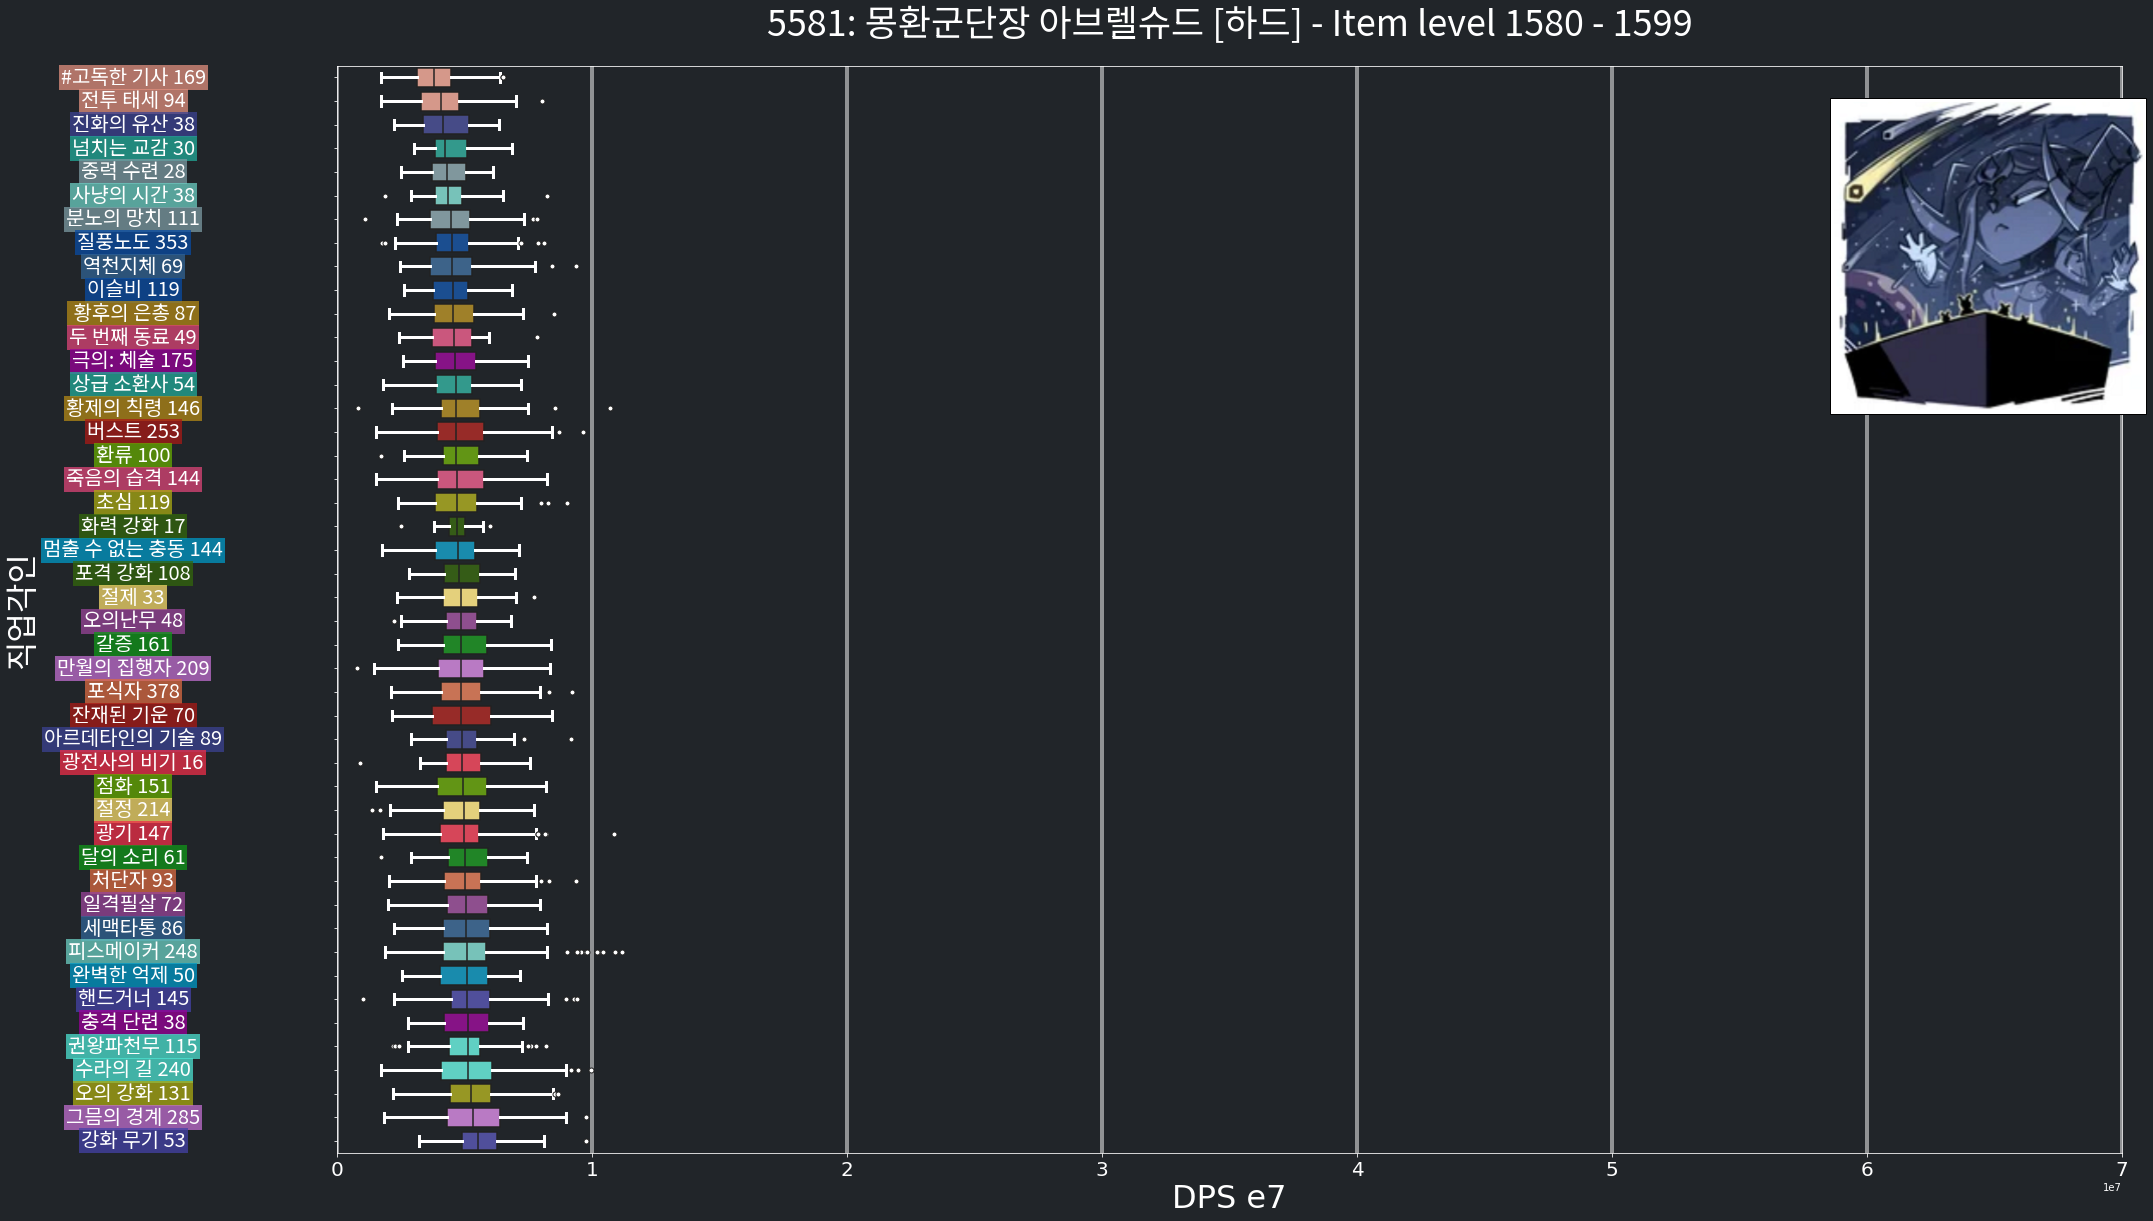 5581: 몽환군단장 아브렐슈드 [하드] - Item level 1580 - 1599
#고독한 기사 169
전투 태세 94
진화의 유산 38
넘치는 교감 30
중력 수련 28
사냥의 시간 38
분노의 망치 111
질풍노도 353
역천지체 69
이슬비 119
황후의 은총 87
두 번째 동료 49
극의: 체술 175
상급 소환사 54
황제의 칙령 146
버스트 253
환류 100
죽음의 습격 144
초심 119
화력 강화 17
멈출 수 없는 충동 144
포격 강화 108
절제 33
오의난무 48
갈증 161
만월의 집행자 209
포식자 378
잔재된 기운 70
아르데타인의 기술 89
광전사의 비기 16
점화 151
절정 214
광기 147
달의 소리 61
처단자 93
일격필살 72
세맥타통 86
피스메이커 248
완벽한 억제 50
핸드거너 145
충격 단련 38
권왕파천무 115
수라의 길 240
오의 강화 131
그믐의 경계 285
강화 무기 53
직업각인
0 1 2 3 4 5 6 7
DPS e7
1e7